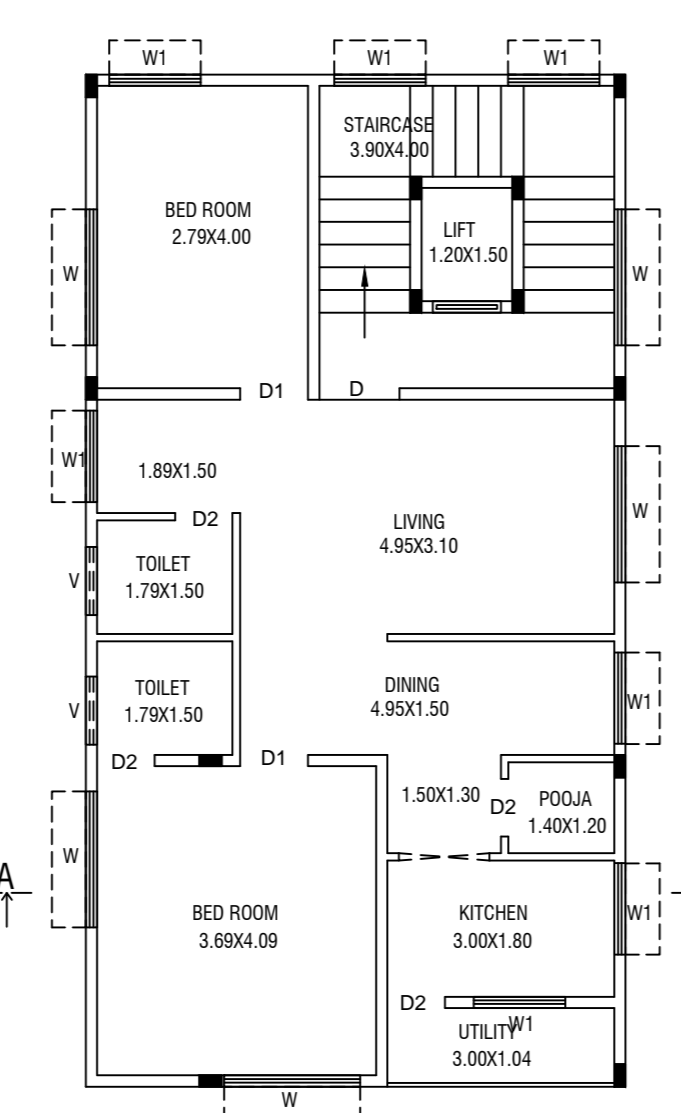 W1
W1
W1
STAIRCASE
3.90X4.00
BED ROOM
2.79X4.00
LIFT
1.20X1.50
W
W
D1
D
W1
1.89X1.50
W
LIVING
4.95X3.10
D2
TOILET
1.79X1.50
V
TOILET
1.79X1.50
DINING
4.95X1.50
W1
V
D2
D1
1.50X1.30
D2
POOJA
1.40X1.20
W
A
BED ROOM
3.69X4.09
KITCHEN
3.00X1.80
W1
D2
W1
UTILITY
3.00X1.04
W